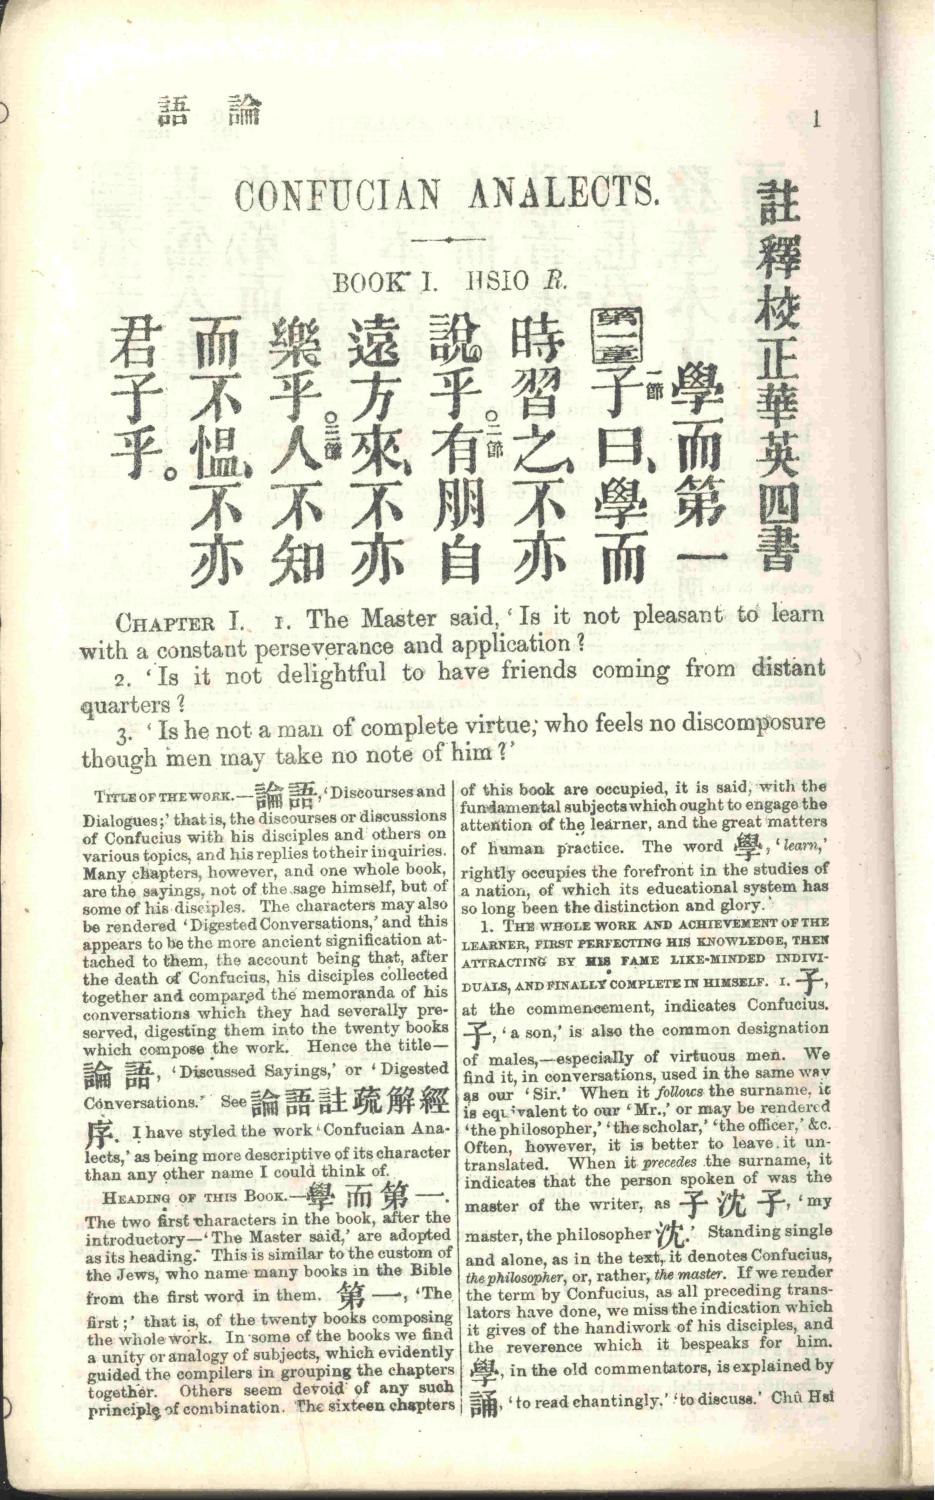 語論
1
CONFUCIAN ANALECTS.
BOOK I. HSIO R.
註釋校正華英四書
學而第一
第一章
一節
子曰、學而
時習之、不亦
說乎。有朋自
二節
遠方來、不亦
樂乎。人不知
三節
而不慍、不亦
君子乎。
CHAPTER I. 1. The Master said, ‘Is it not pleasant to learn
with a constant perseverance and application?
2. ‘Is it not delightful to have friends coming from distant
quarters?
3. ‘Is he not a man of complete virtue, who feels no discomposure
though men may take no note of him?’
TITLE OF THE WORK.—論語, ‘Discourses and
Dialogues;’ that is, the discourses or discussions
of Confucius with his disciples and others on
various topics, and his replies to their inquiries.
Many chapters, however, and one whole book,
are the sayings, not of the sage himself, but of
some of his disciples. The characters may also
be rendered ‘Digested Conversations,’ and this
appears to be the more ancient signification at-
tached to them, the account being that, after
the death of Confucius, his disciples collected
together and compared the memoranda of his
conversations which they had severally pre-
served, digesting them into the twenty books
which compose the work. Hence the title—
論語, ‘Discussed Sayings,’ or ‘Digested
Conversations.’ See 論語註疏解經
序. I have styled the work ‘Confucian Ana-
lects,’ as being more descriptive of its character
than any other name I could think of.
HEADING OF THIS BOOK.—學而第一.
The two first characters in the book, after the
introductory—‘The Master said,’ are adopted
as its heading. This is similar to the custom of
the Jews, who name many books in the Bible
from the first word in them. 第一, ‘The
first;’ that is, of the twenty books composing
the whole work. In some of the books we find
a unity or analogy of subjects, which evidently
guided the compilers in grouping the chapters
together. Others seem devoid of any such
principle of combination. The sixteen chapters
of this book are occupied, it is said, with the
fundamental subjects which ought to engage the
attention of the learner, and the great matters
of human practice. The word 學, ‘learn,’
rightly occupies the forefront in the studies of
a nation, of which its educational system has
so long been the distinction and glory.
1. THE WHOLE WORK AND ACHIEVEMENT OF THE
LEARNER, FIRST PERFECTING HIS KNOWLEDGE, THEN
ATTRACTING BY HIS FAME LIKE-MINDED INDIVI-
DUALS, AND FINALLY COMPLETE IN HIMSELF. 1. 子,
at the commencement, indicates Confucius.
子, ‘a son,’ is also the common designation
of males,—especially of virtuous men. We
find it, in conversations, used in the same way
as our ‘Sir.’ When it follows the surname, it
is equivalent to our ‘Mr.,’ or may be rendered
‘the philosopher,’ ‘the scholar,’ ‘the officer,’ &c.
Often, however, it is better to leave it un-
translated. When it precedes the surname, it
indicates that the person spoken of was the
master of the writer, as 子沈子, ‘my
master, the philosopher 沈.’ Standing single
and alone, as in the text, it denotes Confucius,
the philosopher, or, rather, the master. If we render
the term by Confucius, as all preceding trans-
lators have done, we miss the indication which
it gives of the handiwork of his disciples, and
the reverence which it bespeaks for him.
學, in the old commentators, is explained by
誦, ‘to read chantingly,’ ‘to discuss.’ Chû Hsî